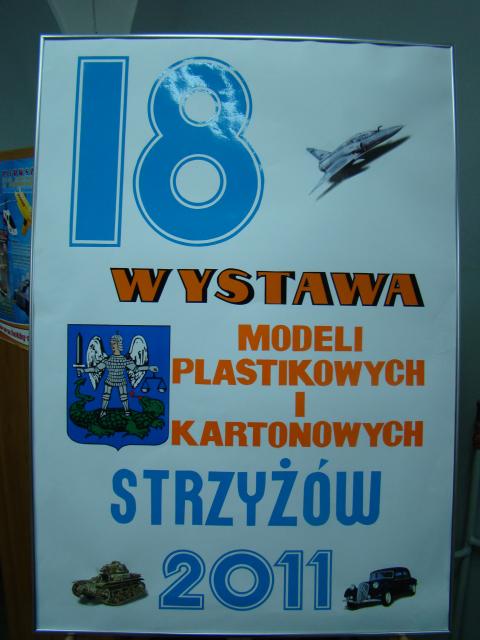 18
WYSTAWA
MODELI
PLASTIKOWYCH
I
KARTONOWYCH
STRZYŻÓW
2011